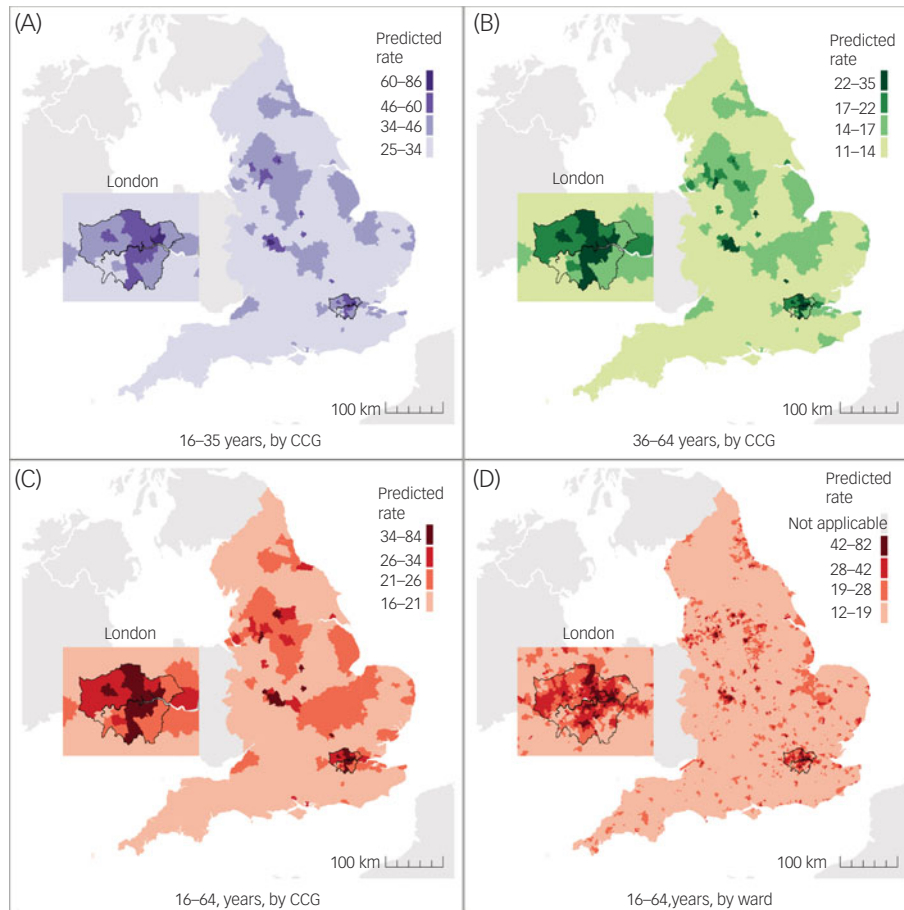 (A)
Predicted
rate
60–86
46–60
34–46
25–34
London
100 km
16–35 years, by CCG
(B)
Predicted
rate
22–35
17–22
14–17
11–14
London
100 km
36–64 years, by CCG
(C)
Predicted
rate
34–84
26–34
21–26
16–21
London
100 km
16–64, years, by CCG
(D)
Predicted
rate
Not applicable
42–82
28–42
19–28
12–19
London
100 km
16–64,years, by ward